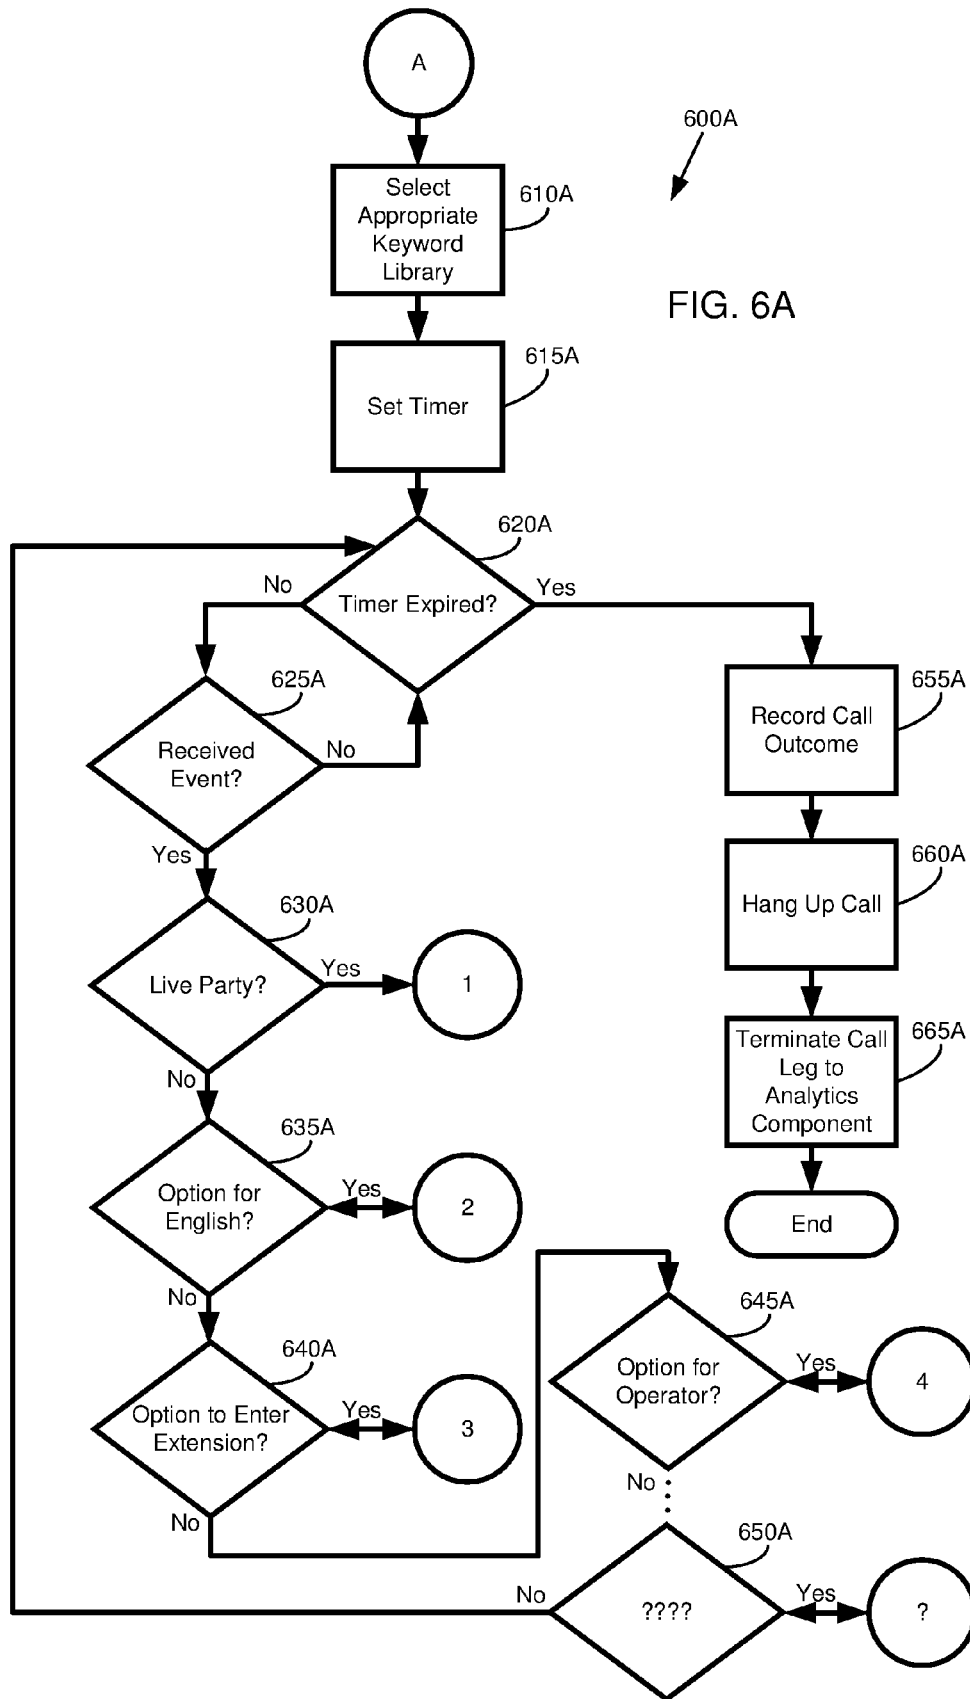 A
600A
Select
Appropriate
Keyword
Library
610A
FIG. 6A
615A
Set Timer
620A
No
Timer Expired?
Yes
625A
Received
Event?
No
Yes
655A
Record Call
Outcome
660A
Hang Up Call
630A
Live Party?
Yes
1
No
665A
Terminate Call
Leg to
Analytics
Component
End
635A
Option for
English?
Yes
2
No
640A
Option to Enter
Extension?
Yes
3
No
645A
Option for
Operator?
Yes
4
No
650A
????
Yes
?
No